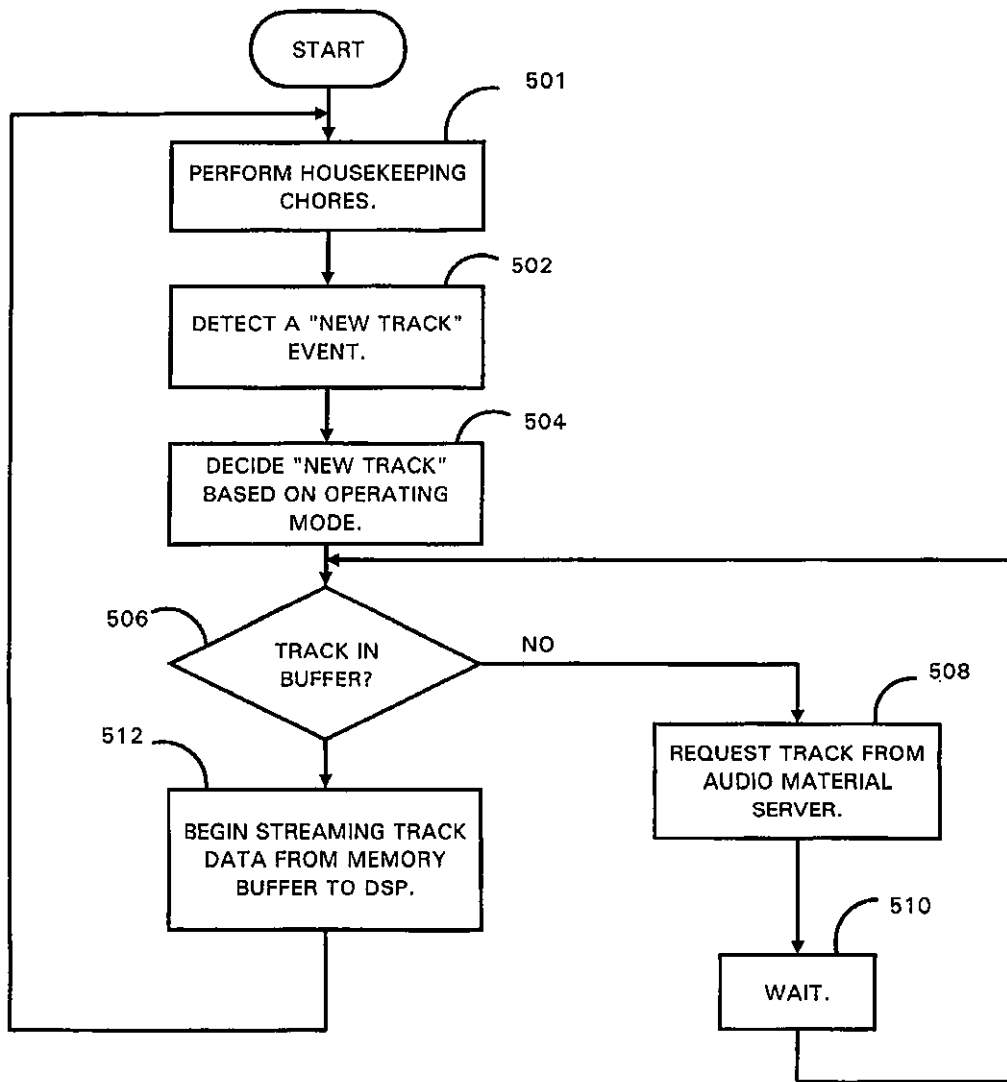 START
501
PERFORM HOUSEKEEPING
CHORES.
502
DETECT A "NEW TRACK"
EVENT.
504
DECIDE "NEW TRACK"
BASED ON OPERATING
MODE.
506
TRACK IN
BUFFER?
NO
508
REQUEST TRACK FROM
AUDIO MATERIAL
SERVER.
512
BEGIN STREAMING TRACK
DATA FROM MEMORY
BUFFER TO DSP.
510
WAIT.